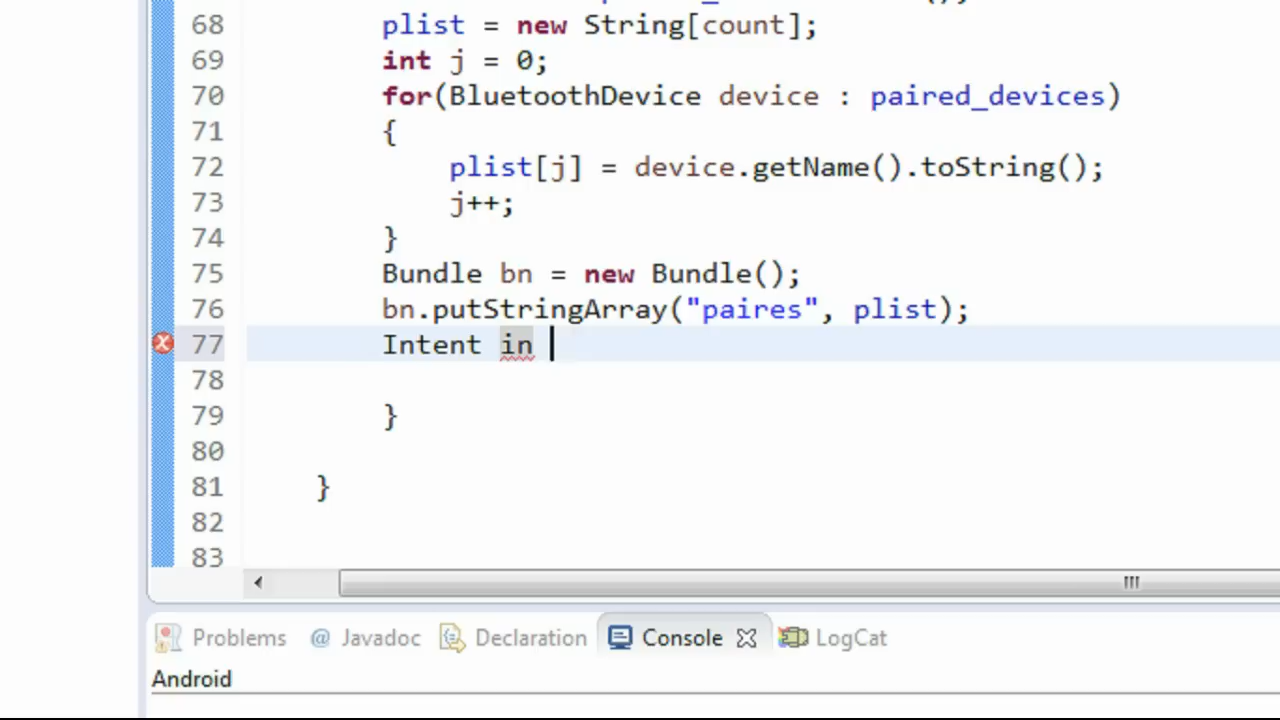 68 plist = new String[count];
69 int j = 0;
70 for(BluetoothDevice device : paired_devices)
71 {
72 plist[j] = device.getName().toString();
73 j++;
74 }
75 Bundle bn = new Bundle();
76 bn.putStringArray("paires", plist);
77 Intent in
78
79 }
80
81 }
82
83
Problems @ Javadoc Declaration Console LogCat
Android